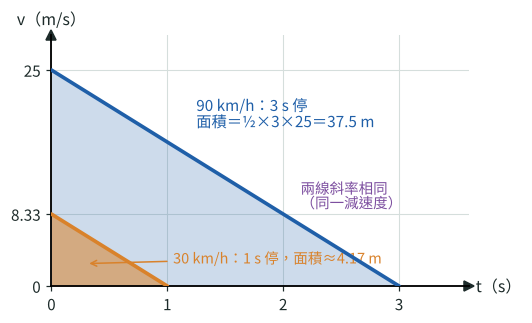 v（m/s）
25
90 km/h：3 s 停
面積＝½×3×25＝37.5 m
兩線斜率相同
（同一減速度）
8.33
30 km/h：1 s 停，面積≈4.17 m
0
t（s）
0
1
2
3